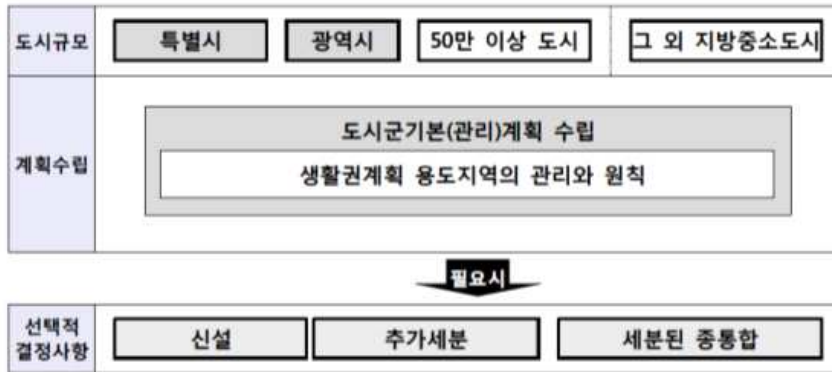 도시규모
특별시
광역시
50만 이상 도시
그 외 지방중소도시
계획수립
도시군기본(관리)계획 수립
생활권계획 용도지역의 관리와 원칙
필요시
선택적
결정사항
신설
추가세분
세분된 종통합